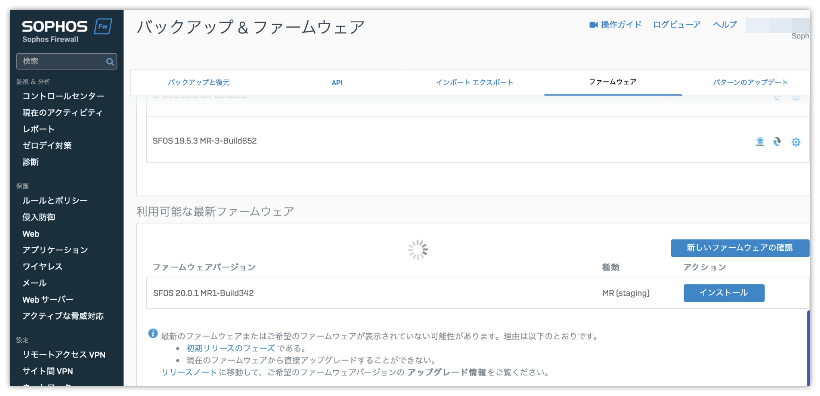 SOPHOS Fw
Sophos Firewall
検索
監視 & 分析
コントロールセンター
現在のアクティビティ
レポート
ゼロデイ対策
診断
保護
ルールとポリシー
侵入防御
Web
アプリケーション
ワイヤレス
メール
Web サーバー
アクティブな脅威対応
設定
リモートアクセス VPN
サイト間 VPN
バックアップ & ファームウェア
操作ガイド ログビューア ヘルプ
Soph
バックアップと復元 API インポート エクスポート ファームウェア パターンのアップデート
SFOS 19.5.3 MR-3-Build652
利用可能な最新ファームウェア
新しいファームウェアの確認
ファームウェアバージョン 種類 アクション
SFOS 20.0.1 MR1-Build342 MR [staging] インストール
最新のファームウェアまたはご希望のファームウェアが表示されていない可能性があります。理由は以下のとおりです。
• 初期リリースのフェーズである。
• 現在のファームウェアから直接アップグレードすることができない。
リリースノートに移動して、ご希望のファームウェアバージョンの アップグレード情報をご覧ください。